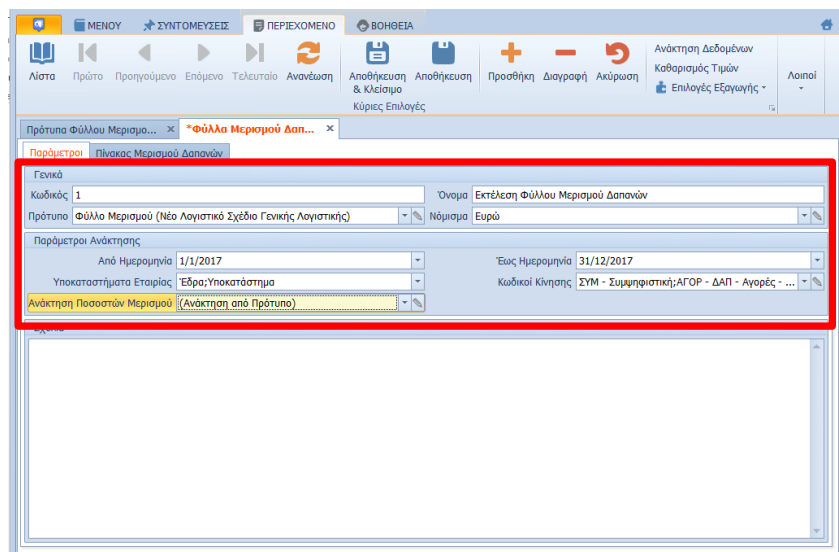 ΜΕΝΟΥ ΣΥΝΤΟΜΕΥΣΕΙΣ ΠΕΡΙΕΧΟΜΕΝΟ ΒΟΗΘΕΙΑ
Λίστα Πρώτο Προηγούμενο Επόμενο Τελευταίο Ανανέωση Αποθήκευση & Κλείσιμο Αποθήκευση Προσθήκη Διαγραφή Ακύρωση Λοιποί
Ανάκτηση Δεδομένων
Καθαρισμός Τιμών
Επιλογές Εξαγωγής
Κύριες Επιλογές
Πρότυπα Φύλλου Μερισμο... x *Φύλλα Μερισμού Δαπ... x
Παράμετροι Πίνακας Μερισμού Δαπανών
Γενικά
Κωδικός 1 Όνομα Εκτέλεση Φύλλου Μερισμού Δαπανών
Πρότυπο Φύλλο Μερισμού (Νέο Λογιστικό Σχέδιο Γενικής Λογιστικής) Νόμισμα Ευρώ
Παράμετροι Ανάκτησης
Από Ημερομηνία 1/1/2017 Έως Ημερομηνία 31/12/2017
Υποκαταστήματα Εταιρίας Έδρα;Υποκατάστημα Κωδικοί Κίνησης ΣΥΜ - Συμψηφιστική;ΑΓΟΡ - ΔΑΠ - Αγορές - ...
Ανάκτηση Ποσοστών Μερισμού (Ανάκτηση από Πρότυπο)